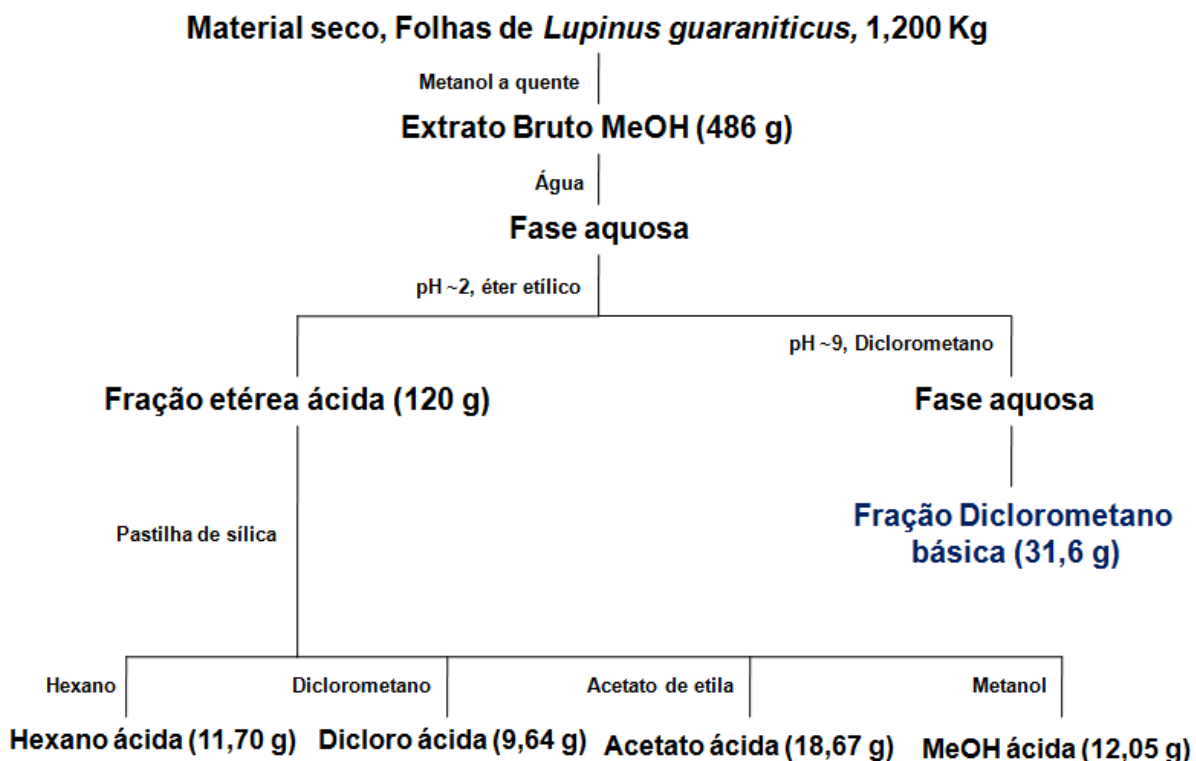 Material seco, Folhas de Lupinus guaraniticus, 1,200 Kg
Metanol a quente
Extrato Bruto MeOH (486 g)
Água
Fase aquosa
pH ~2, éter etílico
pH ~9, Diclorometano
Fração etérea ácida (120 g)
Fase aquosa
Fração Diclorometano
básica (31,6 g)
Pastilha de sílica
Hexano
Diclorometano
Acetato de etila
Metanol
Hexano ácida (11,70 g)
Dicloro ácida (9,64 g)
Acetato ácida (18,67 g)
MeOH ácida (12,05 g)